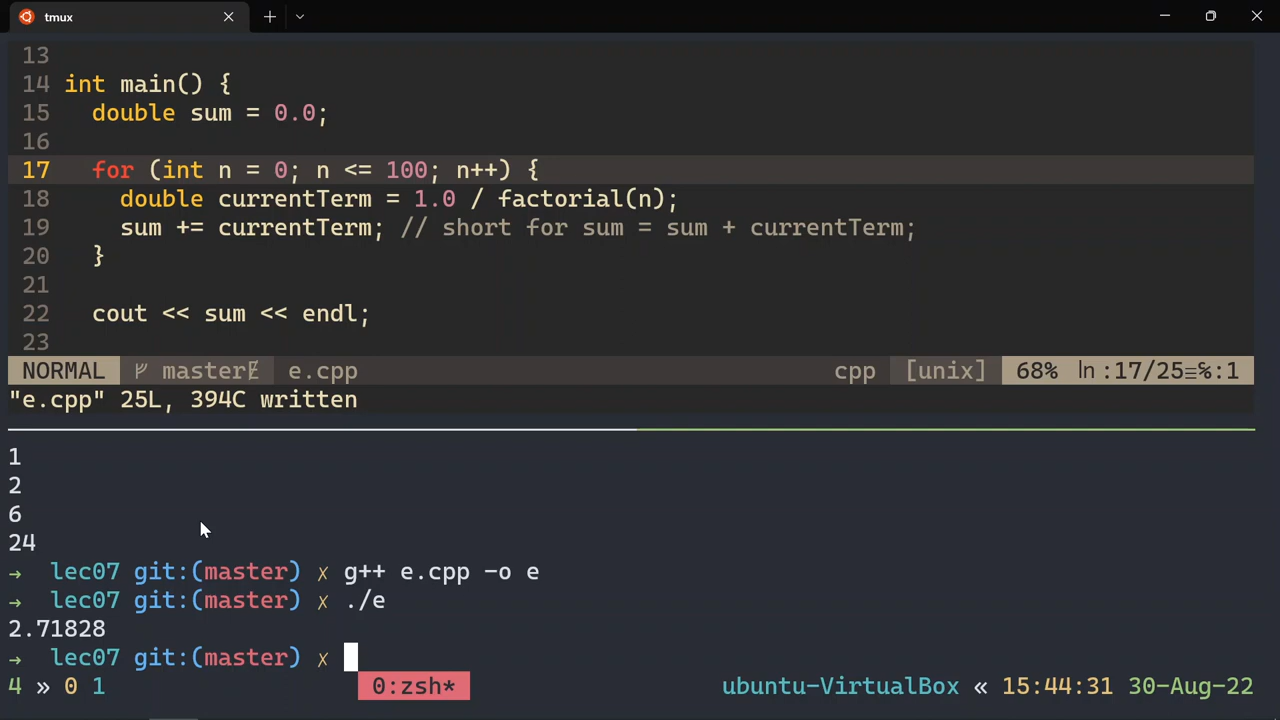 tmux
13
14 int main() {
15   double sum = 0.0;
16
17   for (int n = 0; n <= 100; n++) {
18     double currentTerm = 1.0 / factorial(n);
19     sum += currentTerm; // short for sum = sum + currentTerm;
20   }
21
22   cout << sum << endl;
23
NORMAL master e.cpp cpp [unix] 68% ln :17/25≡%:1
"e.cpp" 25L, 394C written
1
2
6
24
→ lec07 git:(master) ✗ g++ e.cpp -o e
→ lec07 git:(master) ✗ ./e
2.71828
→ lec07 git:(master) ✗
4 » 0 1 0:zsh* ubuntu-VirtualBox « 15:44:31 30-Aug-22